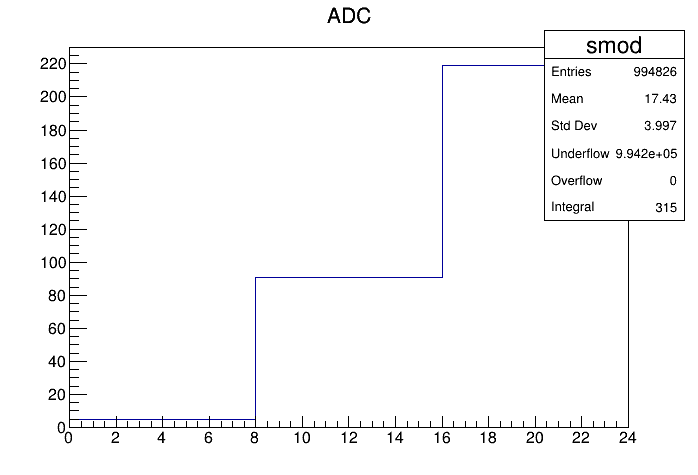 ADC
smod
Entries 994826
Mean 17.43
Std Dev 3.997
Underflow 9.942e+05
Overflow 0
Integral 315
220
200
180
160
140
120
100
80
60
40
20
0
0 2 4 6 8 10 12 14 16 18 20 22 24